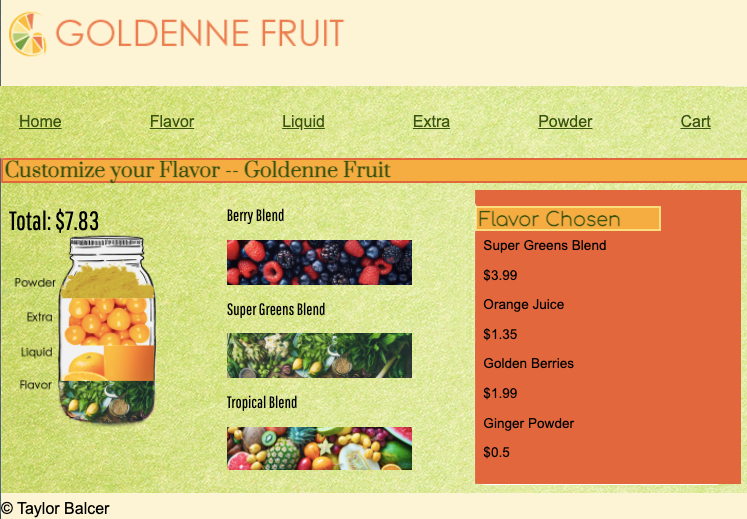 GOLDENNE FRUIT
Home Flavor Liquid Extra Powder Cart
Customize your Flavor -- Goldenne Fruit
Total: $7.83
Powder
Extra
Liquid
Flavor
Berry Blend
Super Greens Blend
Tropical Blend
Flavor Chosen
Super Greens Blend
$3.99
Orange Juice
$1.35
Golden Berries
$1.99
Ginger Powder
$0.5
© Taylor Balcer